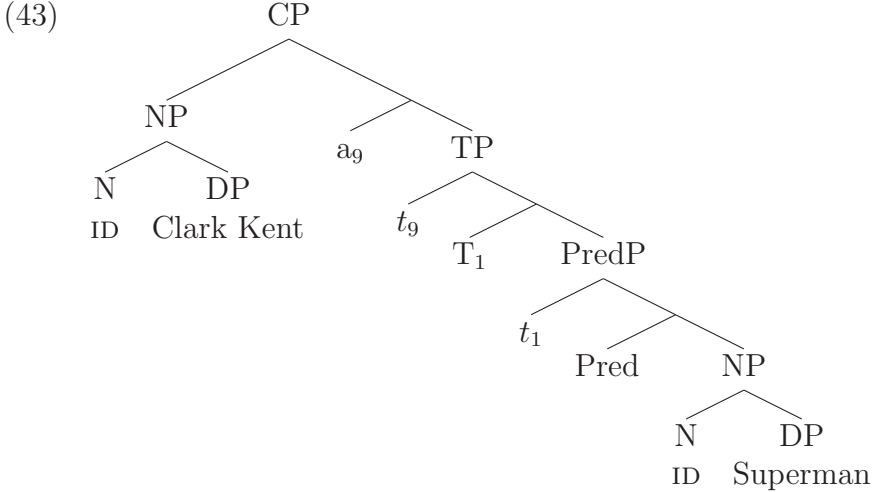 (43) CP
NP
a₉ TP
N DP
ID Clark Kent t₉
T₁ PredP
t₁
Pred NP
N DP
ID Superman